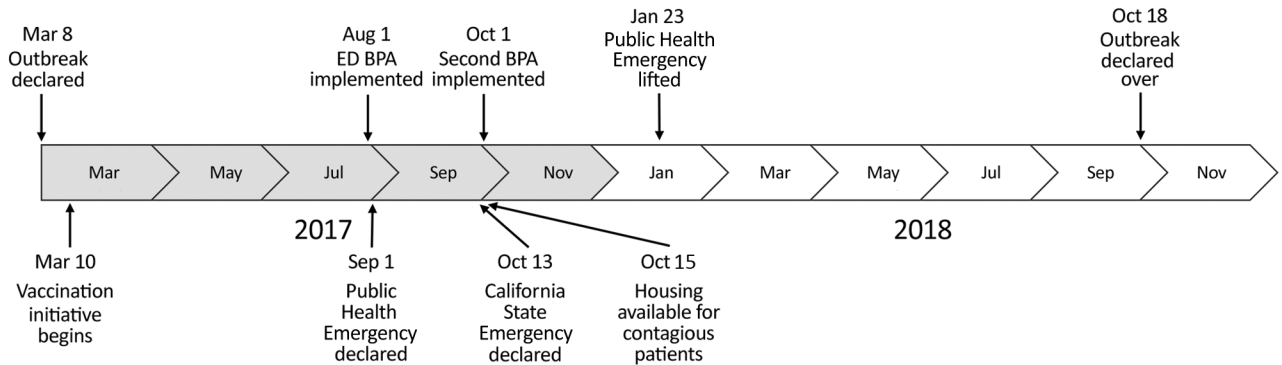 Mar 8
Outbreak
declared
Aug 1
ED BPA
implemented
Oct 1
Second BPA
implemented
Jan 23
Public Health
Emergency
lifted
Oct 18
Outbreak
declared
over
Mar
May
Jul
Sep
Nov
Jan
Mar
May
Jul
Sep
Nov
2017
2018
Mar 10
Vaccination
initiative
begins
Sep 1
Public
Health
Emergency
declared
Oct 13
California
State
Emergency
declared
Oct 15
Housing
available for
contagious
patients